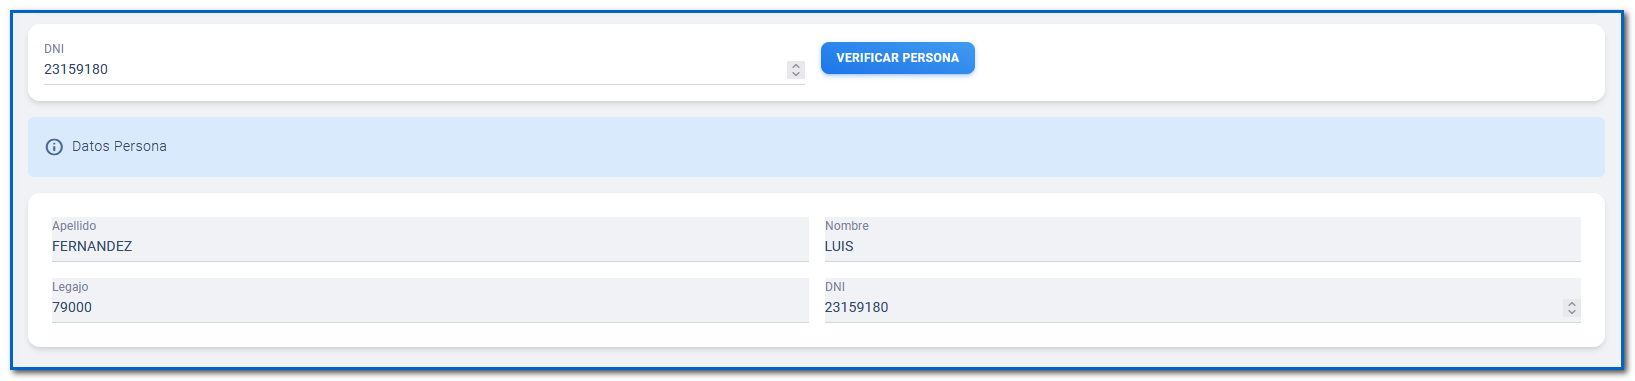 DNI
23159180
VERIFICAR PERSONA
Datos Persona
Apellido
FERNANDEZ
Nombre
LUIS
Legajo
79000
DNI
23159180